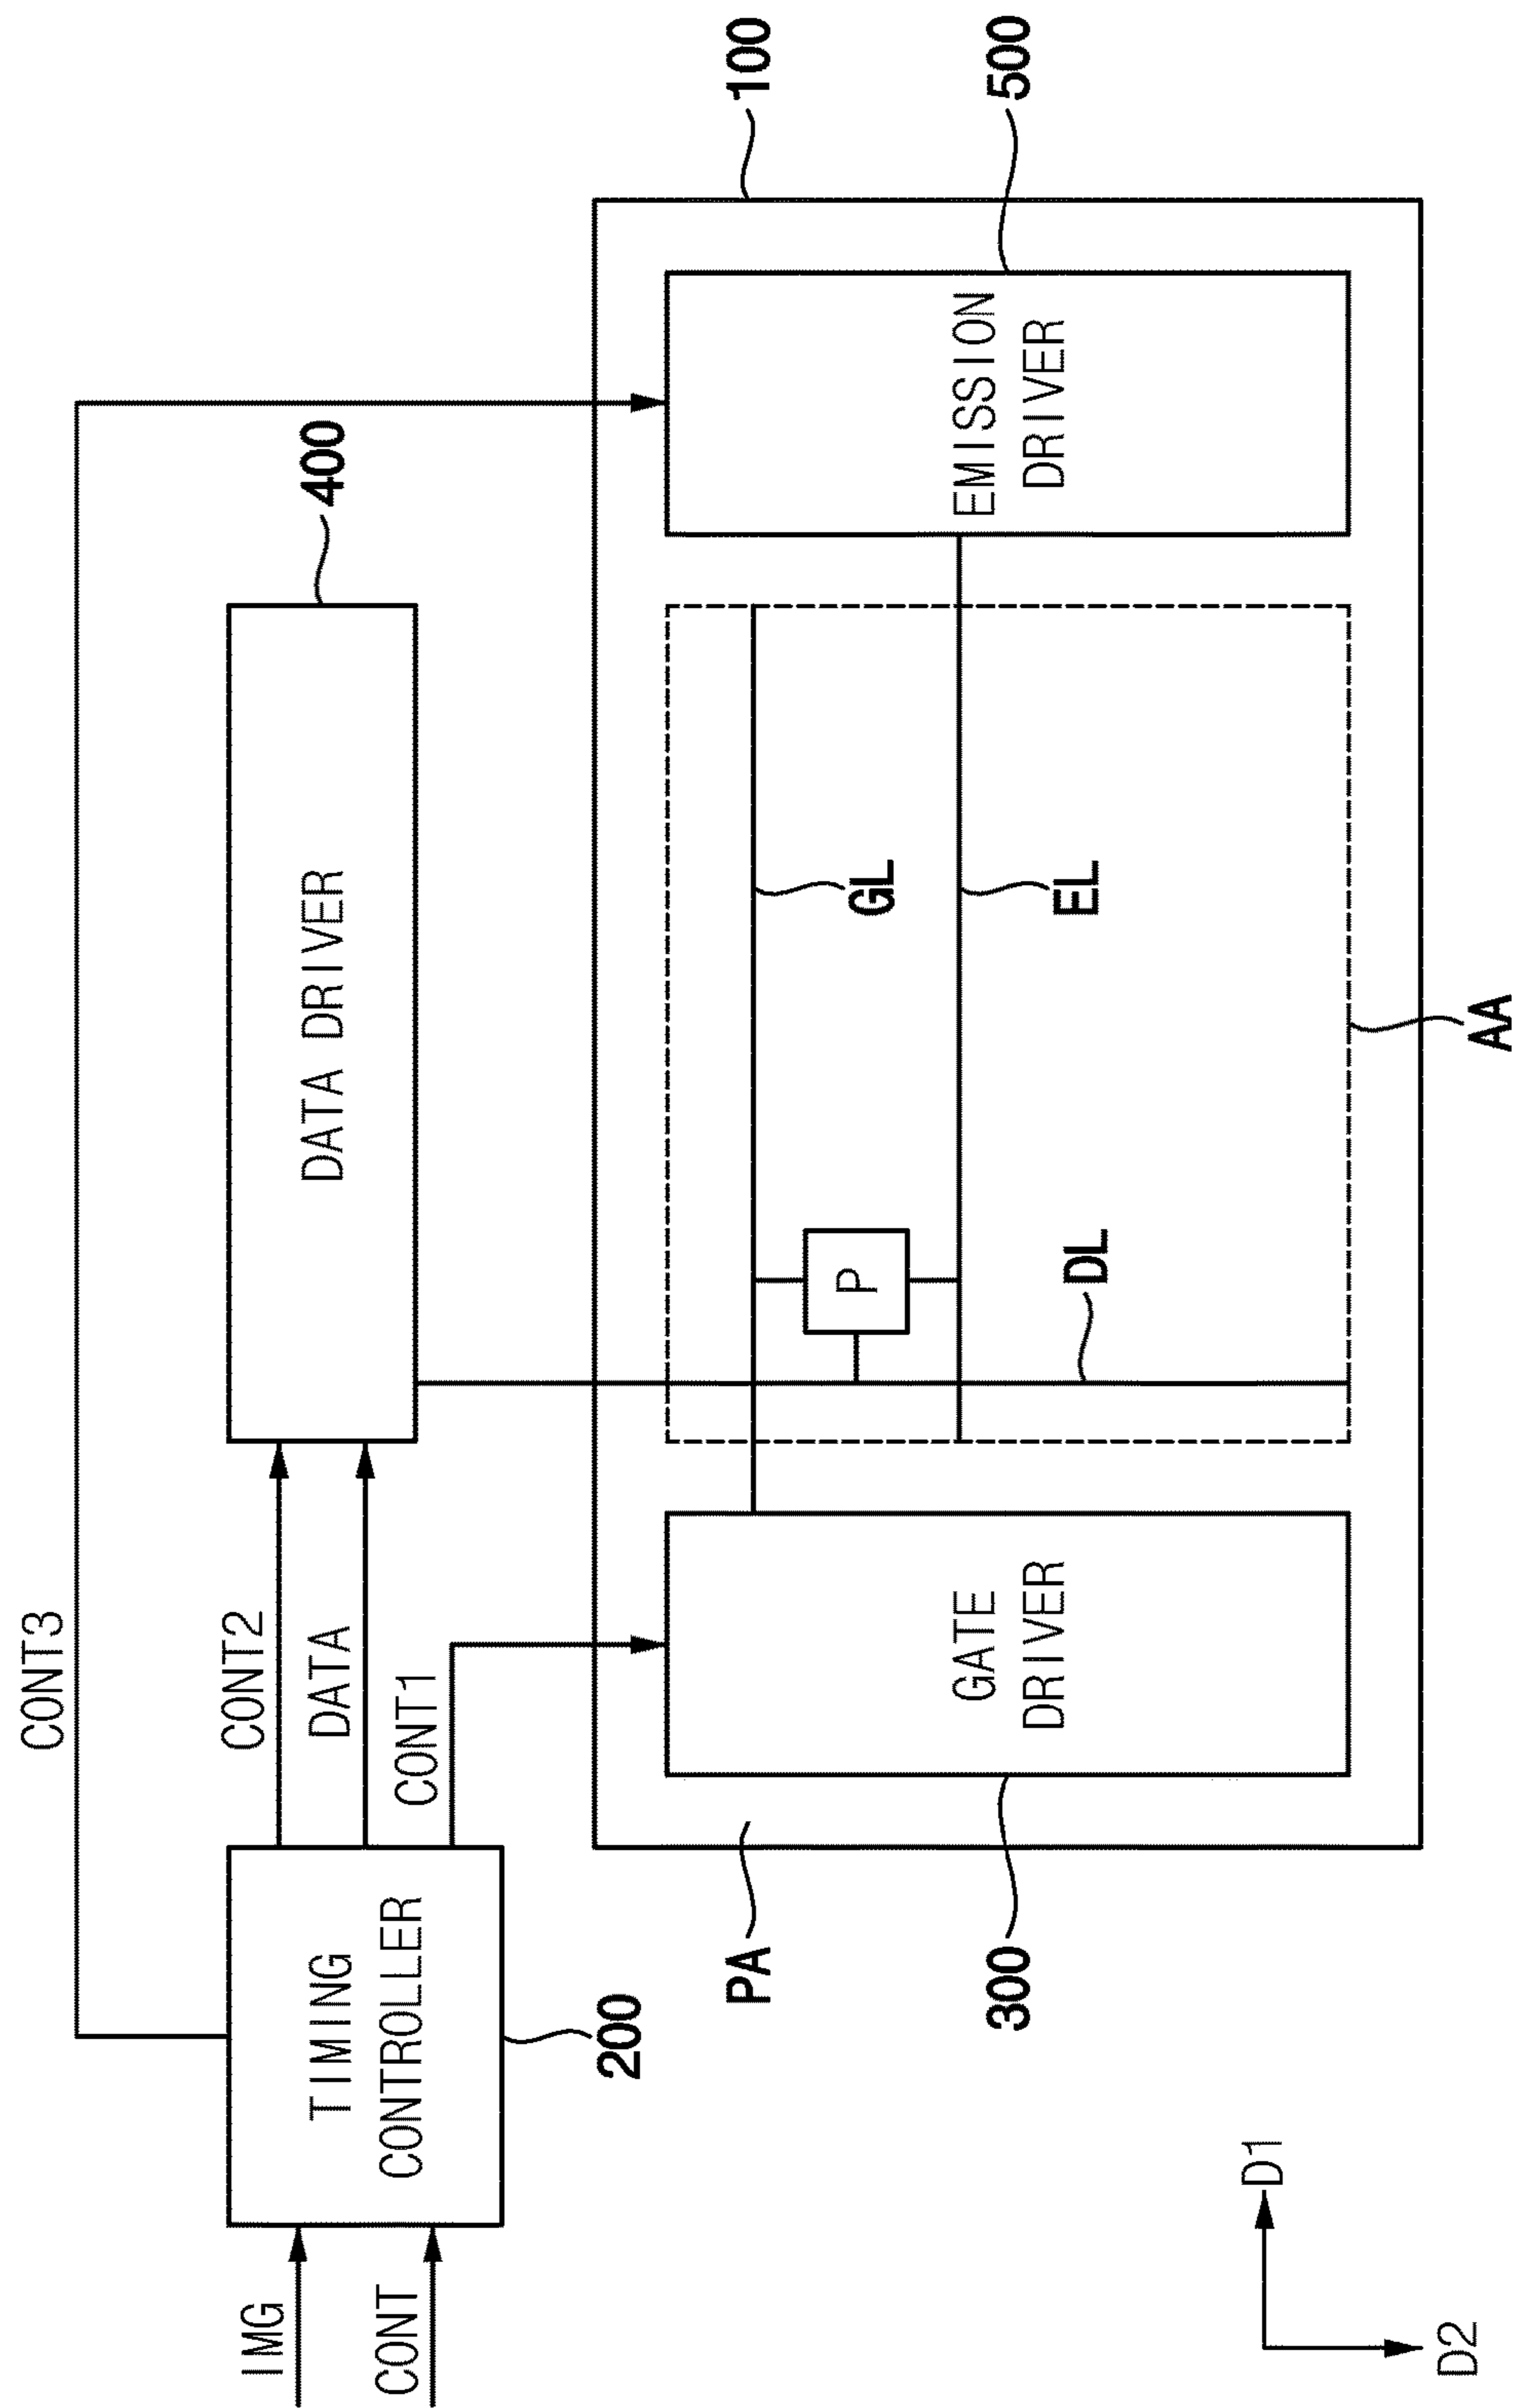 CONT3
400
100
IMG
CONT
TIMING
CONTROLLER
200
CONT2
DATA
CONT1
DATA DRIVER
PA
300
GATE
DRIVER
P
GL
EL
DL
AA
EMISSION
DRIVER
500
D1
D2